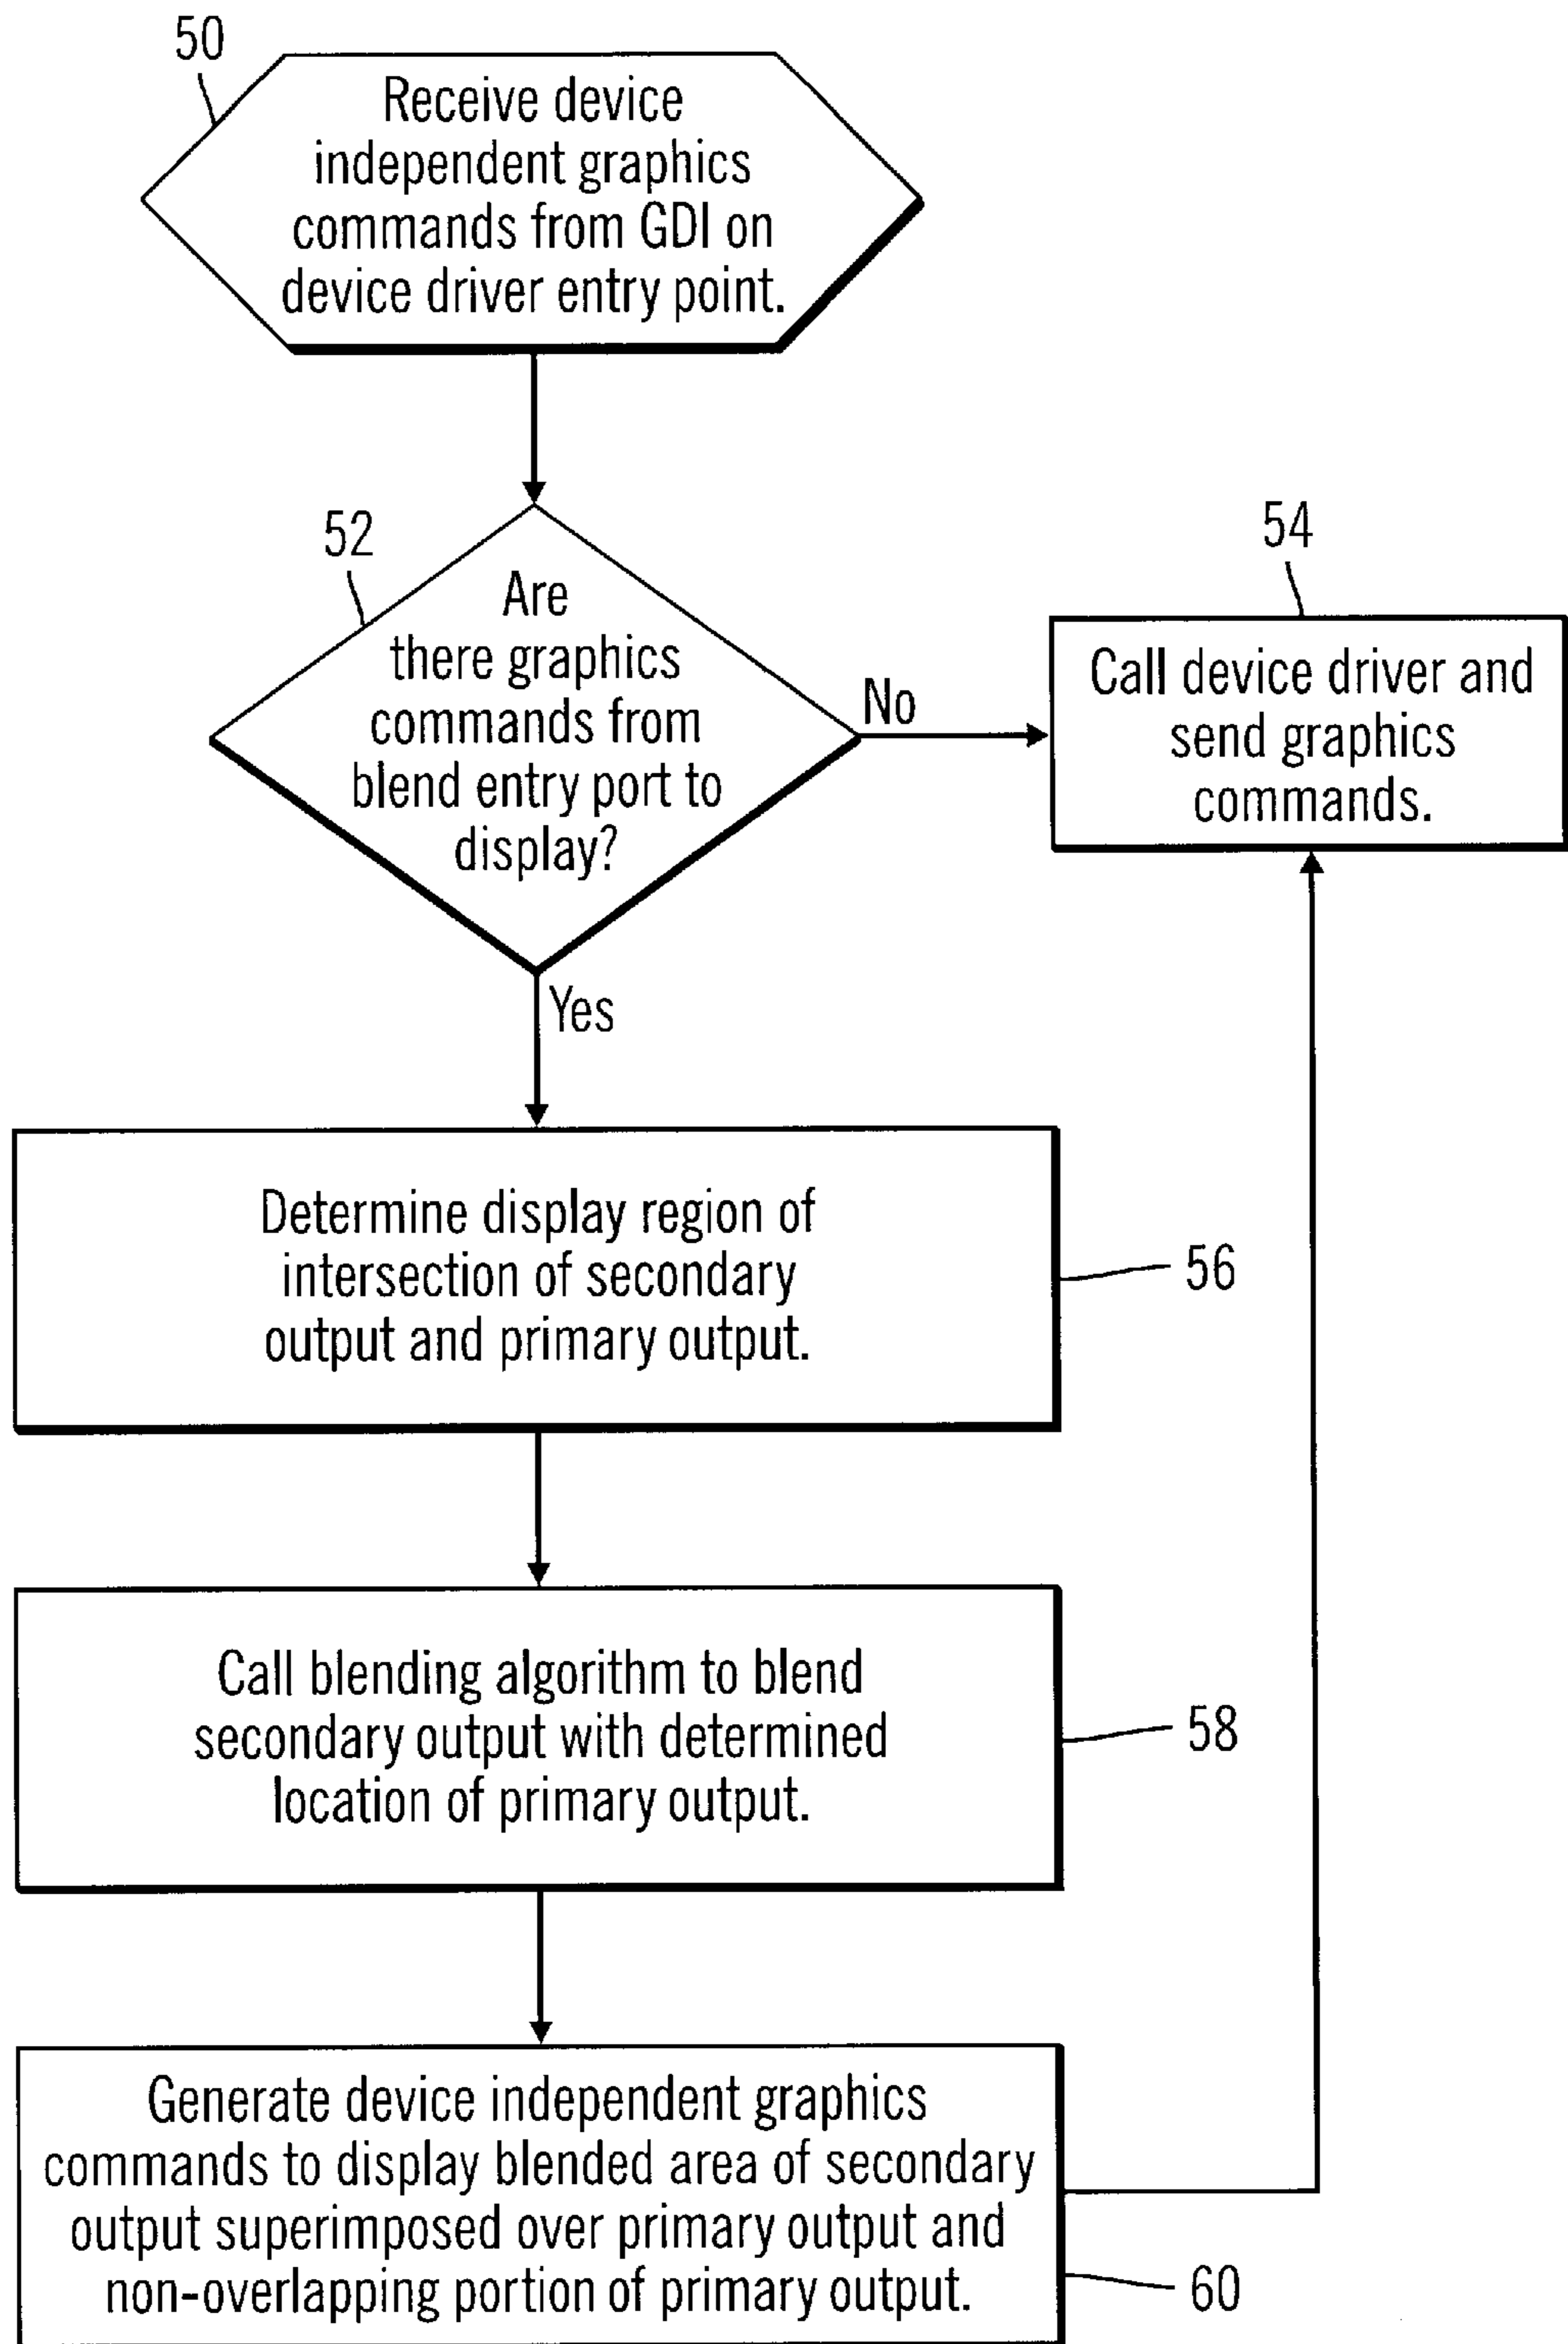 50
Receive device
independent graphics
commands from GDI on
device driver entry point.
52
Are
there graphics
commands from
blend entry port to
display?
No
54
Call device driver and
send graphics
commands.
Yes
Determine display region of
intersection of secondary
output and primary output.
56
Call blending algorithm to blend
secondary output with determined
location of primary output.
58
Generate device independent graphics
commands to display blended area of secondary
output superimposed over primary output and
non-overlapping portion of primary output.
60